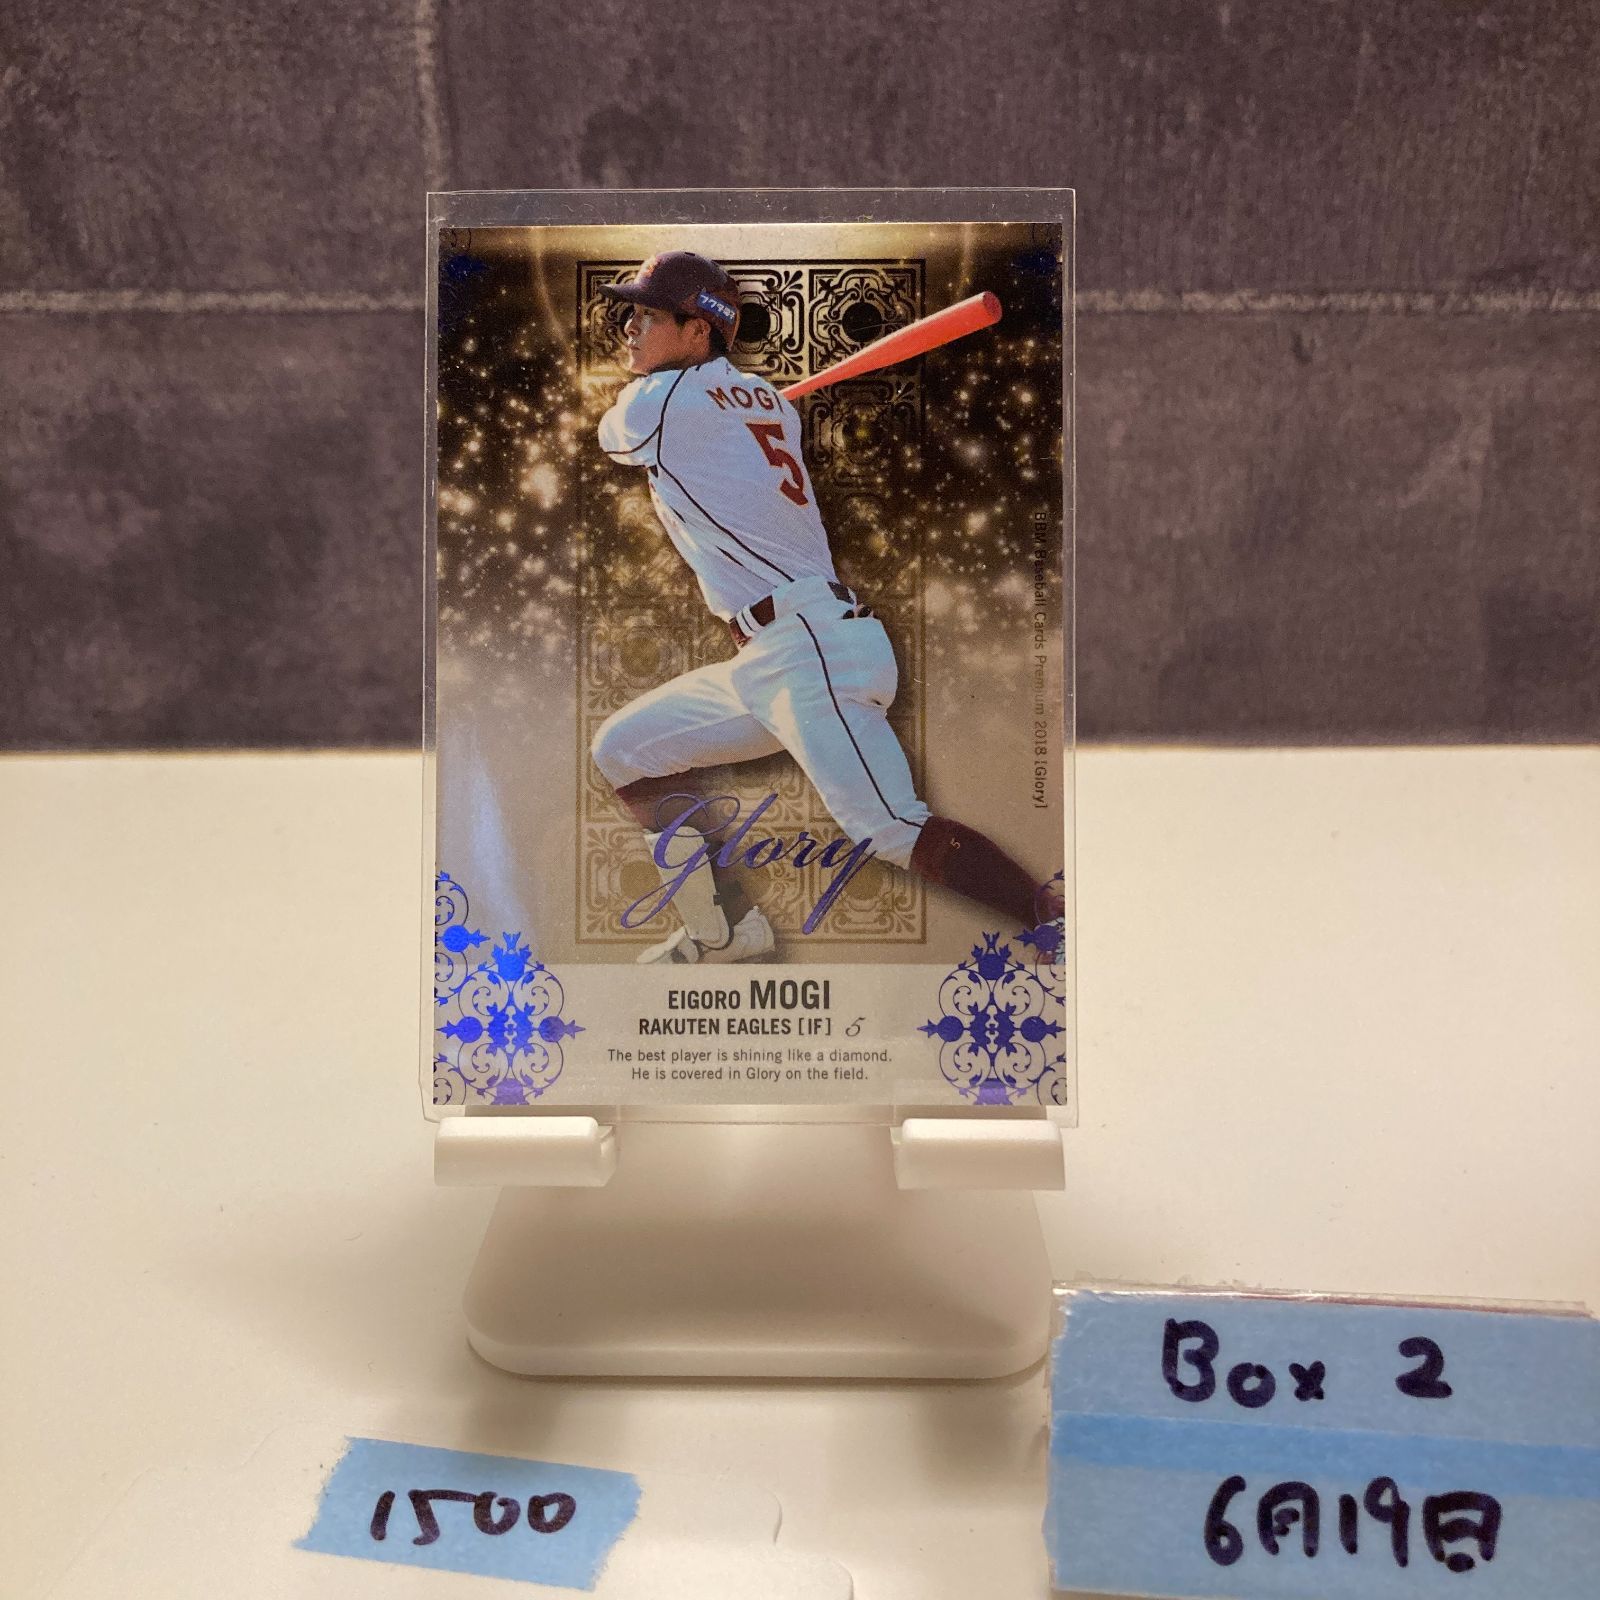 MOGI
5
BBM Baseball Cards Premium 2018 [Glory]
Glory
5
EIGORO MOGI
RAKUTEN EAGLES [IF] 5
The best player is shining like a diamond.
He is covered in Glory on the field.
Box 2
1500
6月19日